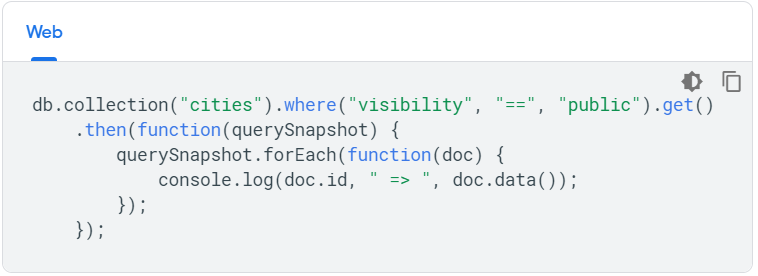 Web
db.collection("cities").where("visibility", "==", "public").get()
    .then(function(querySnapshot) {
        querySnapshot.forEach(function(doc) {
            console.log(doc.id, " => ", doc.data());
        });
    });